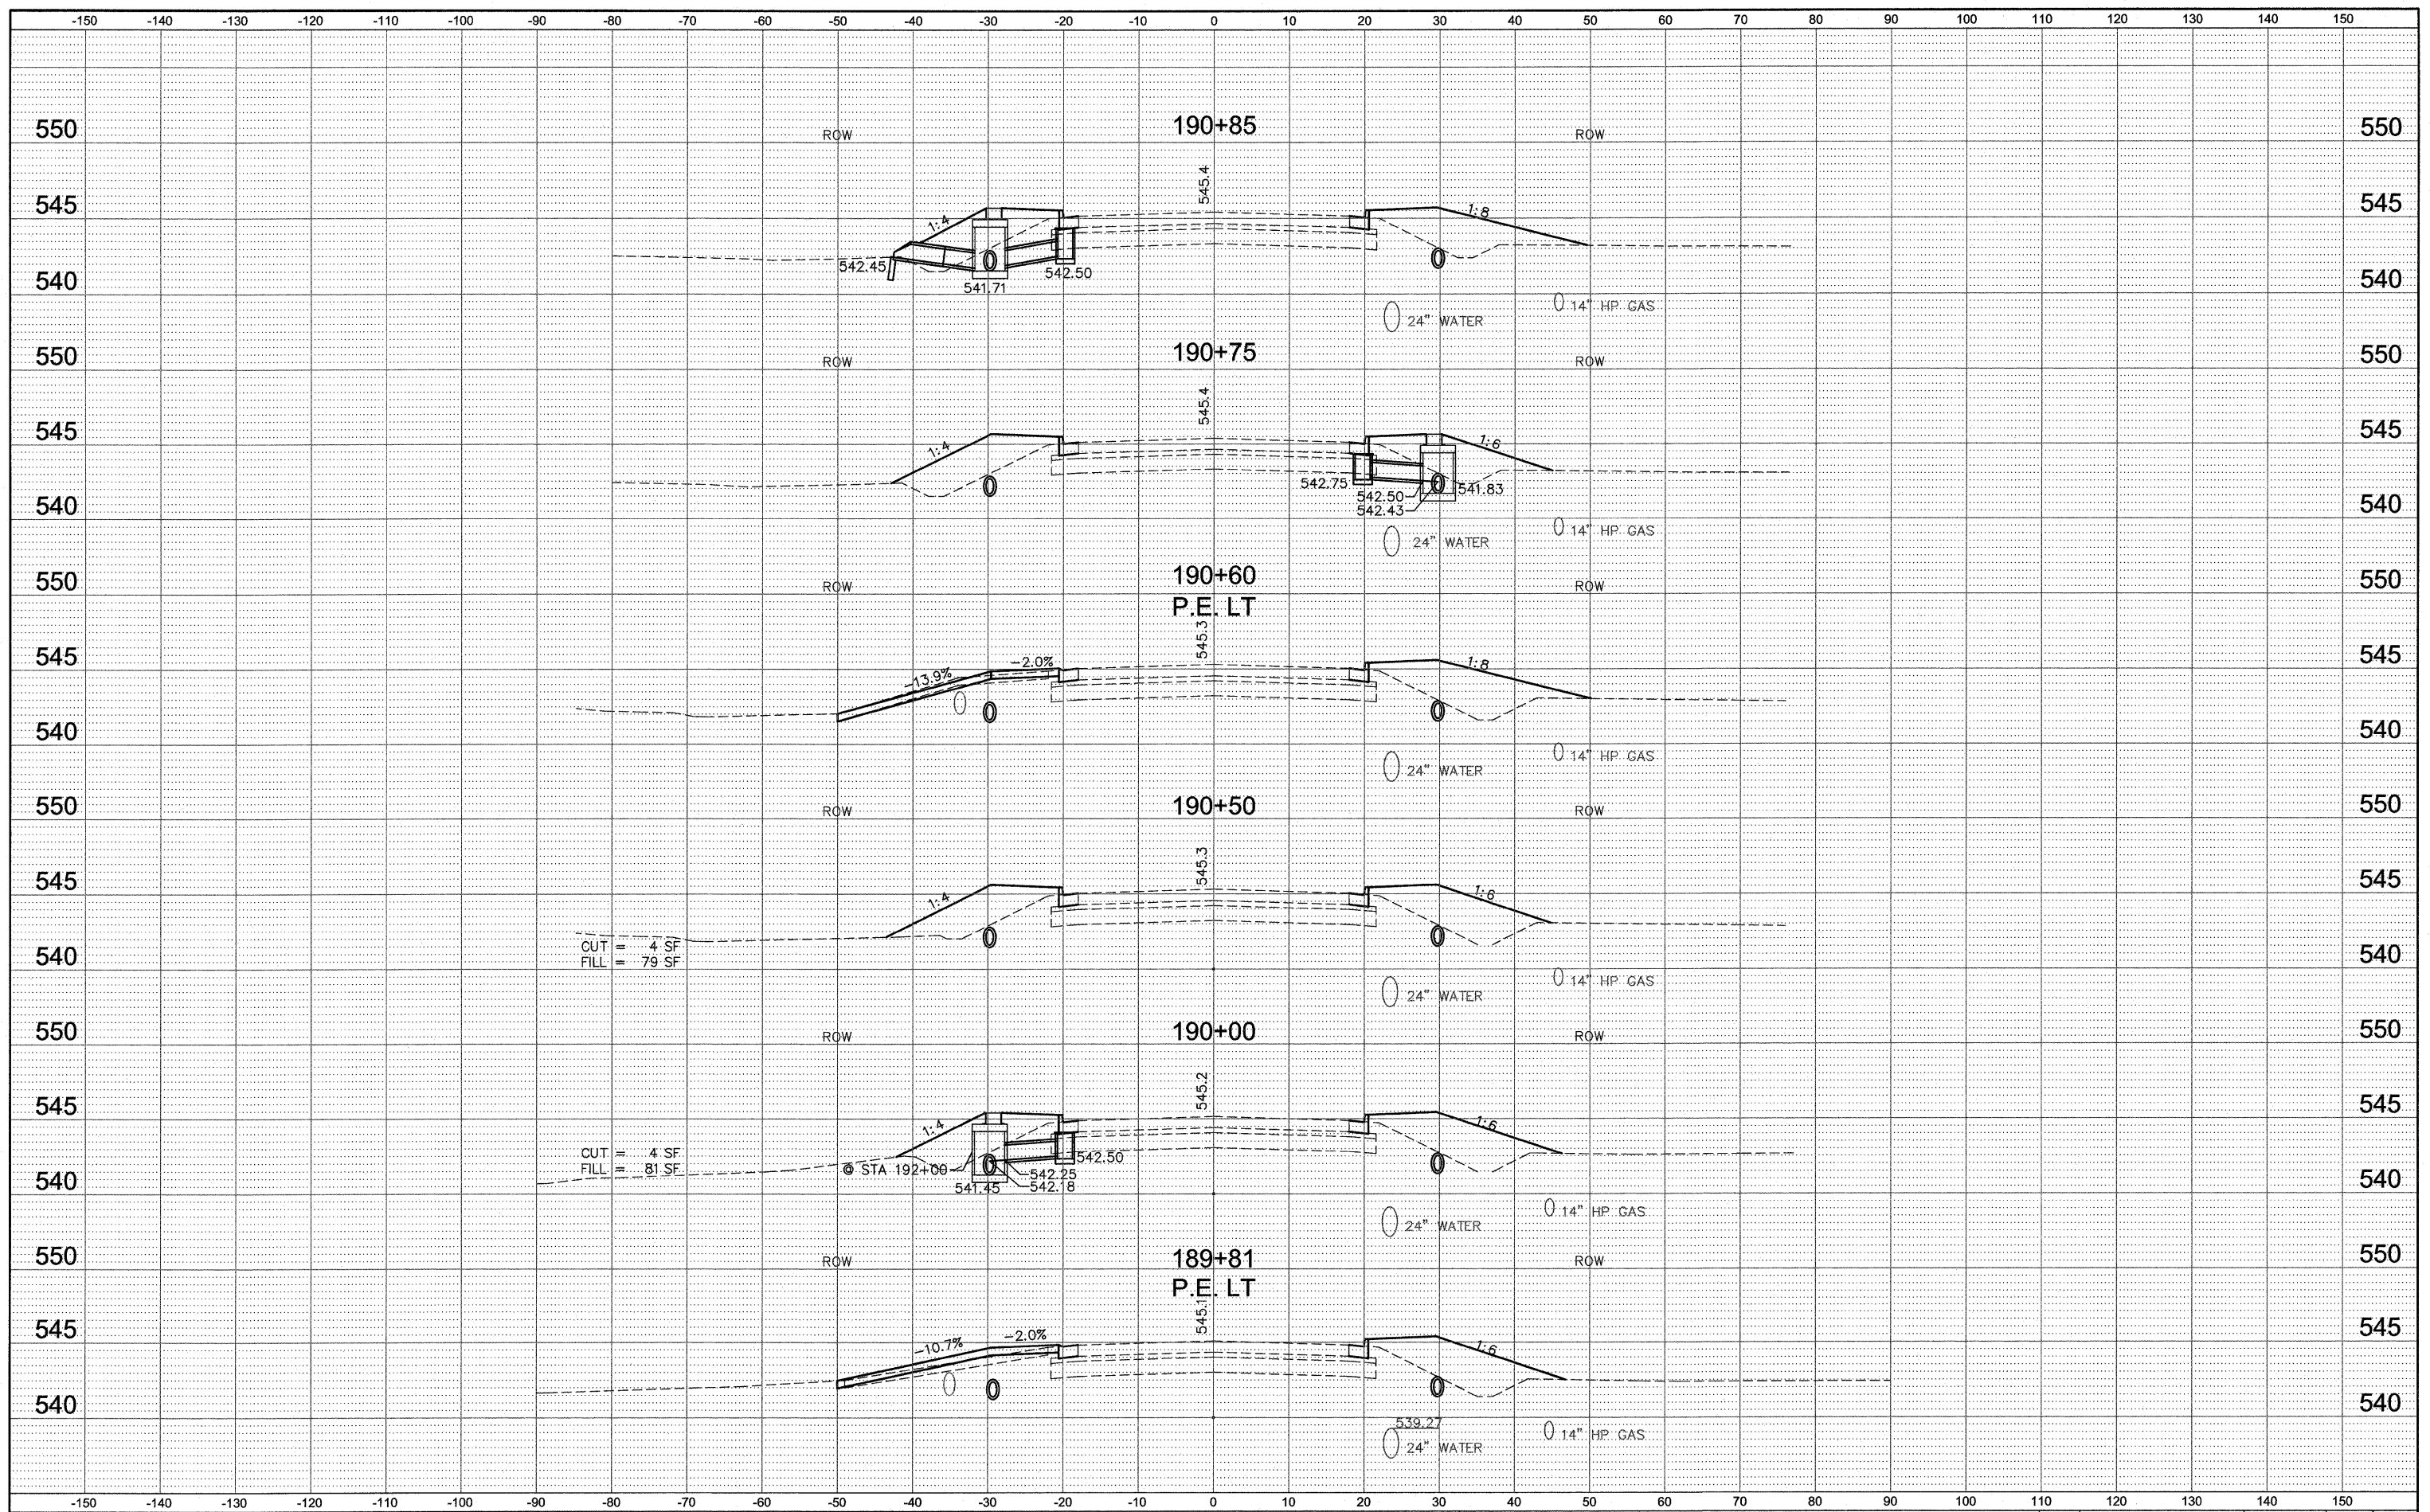 -150 -140 -130 -120 -110 -100 -90 -80 -70 -60 -50 -40 -30 -20 -10 0 10 20 30 40 50 60 70 80 90 100 110 120 130 140 150
550 ROW 190+85 ROW 550
545.4
545 1:4 1:8 545
542.45 541.71 542.50
540 14" HP GAS 540
24" WATER
550 ROW 190+75 ROW 550
545.4
545 1:4 1:6 545
542.75 542.50 541.83
540 542.43 540
14" HP GAS
24" WATER
550 ROW 190+60 ROW 550
P.E. LT
545.3
545 -13.9% -2.0% 1:8 545
540 14" HP GAS 540
24" WATER
550 ROW 190+50 ROW 550
545.3
545 1:4 1:6 545
CUT = 4 SF
540 FILL = 79 SF 540
14" HP GAS
24" WATER
550 ROW 190+00 ROW 550
545.2
545 1:4 1:6 545
CUT = 4 SF 542.50
FILL = 81 SF @ STA 192+00 542.25
540 541.45 542.18 540
14" HP GAS
24" WATER
550 ROW 189+81 ROW 550
P.E. LT
545.1
545 -10.7% -2.0% 1:6 545
540 540
539.27
14" HP GAS
24" WATER
-150 -140 -130 -120 -110 -100 -90 -80 -70 -60 -50 -40 -30 -20 -10 0 10 20 30 40 50 60 70 80 90 100 110 120 130 140 150